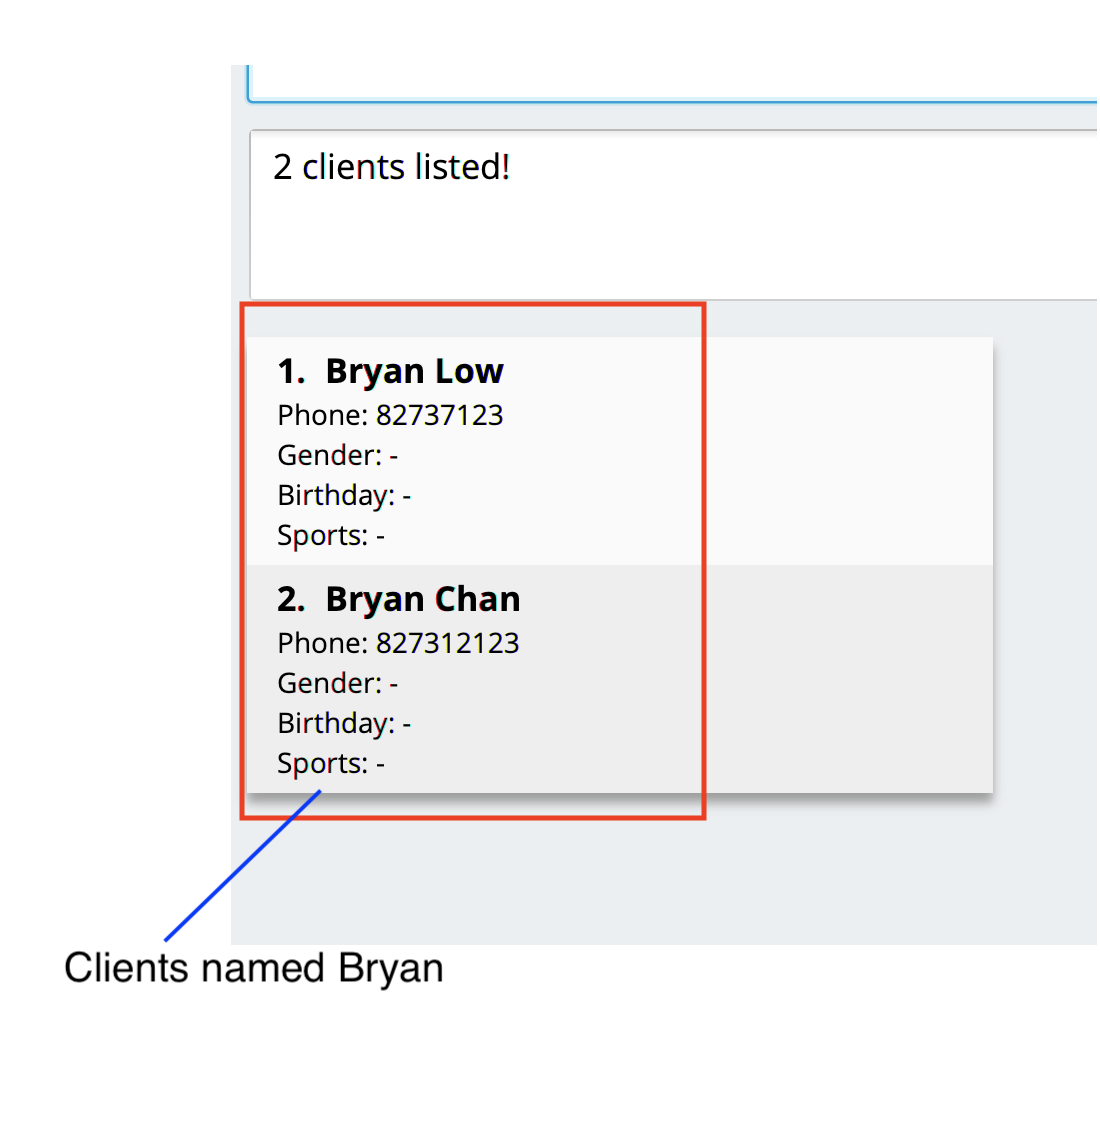 2 clients listed!
1. Bryan Low
Phone: 82737123
Gender: -
Birthday: -
Sports: -
2. Bryan Chan
Phone: 827312123
Gender: -
Birthday: -
Sports: -
Clients named Bryan